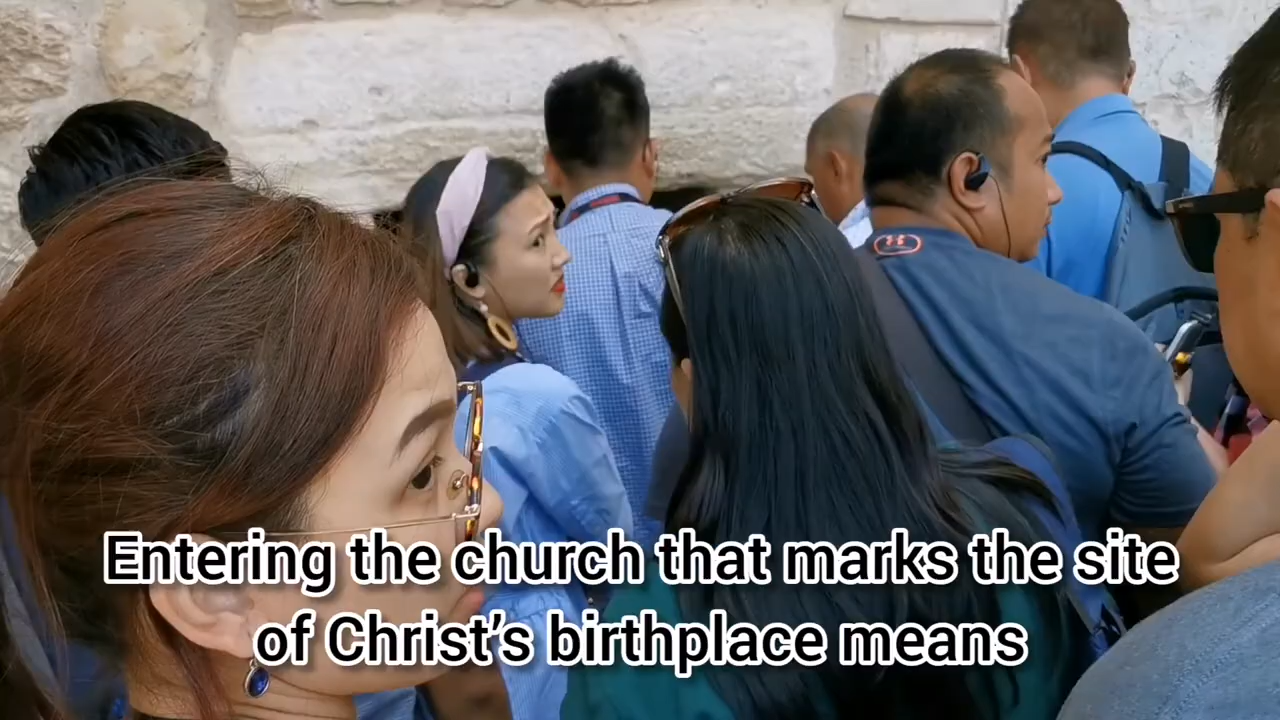 Entering the church that marks the site
of Christ’s birthplace means